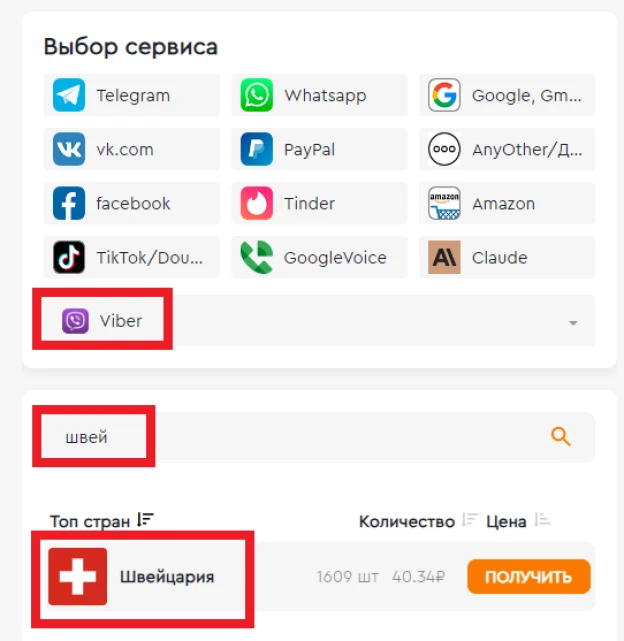 Выбор сервиса
Telegram
Whatsapp
Google, Gm...
vk.com
PayPal
AnyOther/Д...
facebook
Tinder
amazon
Amazon
TikTok/Dou...
GoogleVoice
Claude
Viber
швей
Топ стран Количество Цена
Швейцария 1609 шт 40.34₽ ПОЛУЧИТЬ